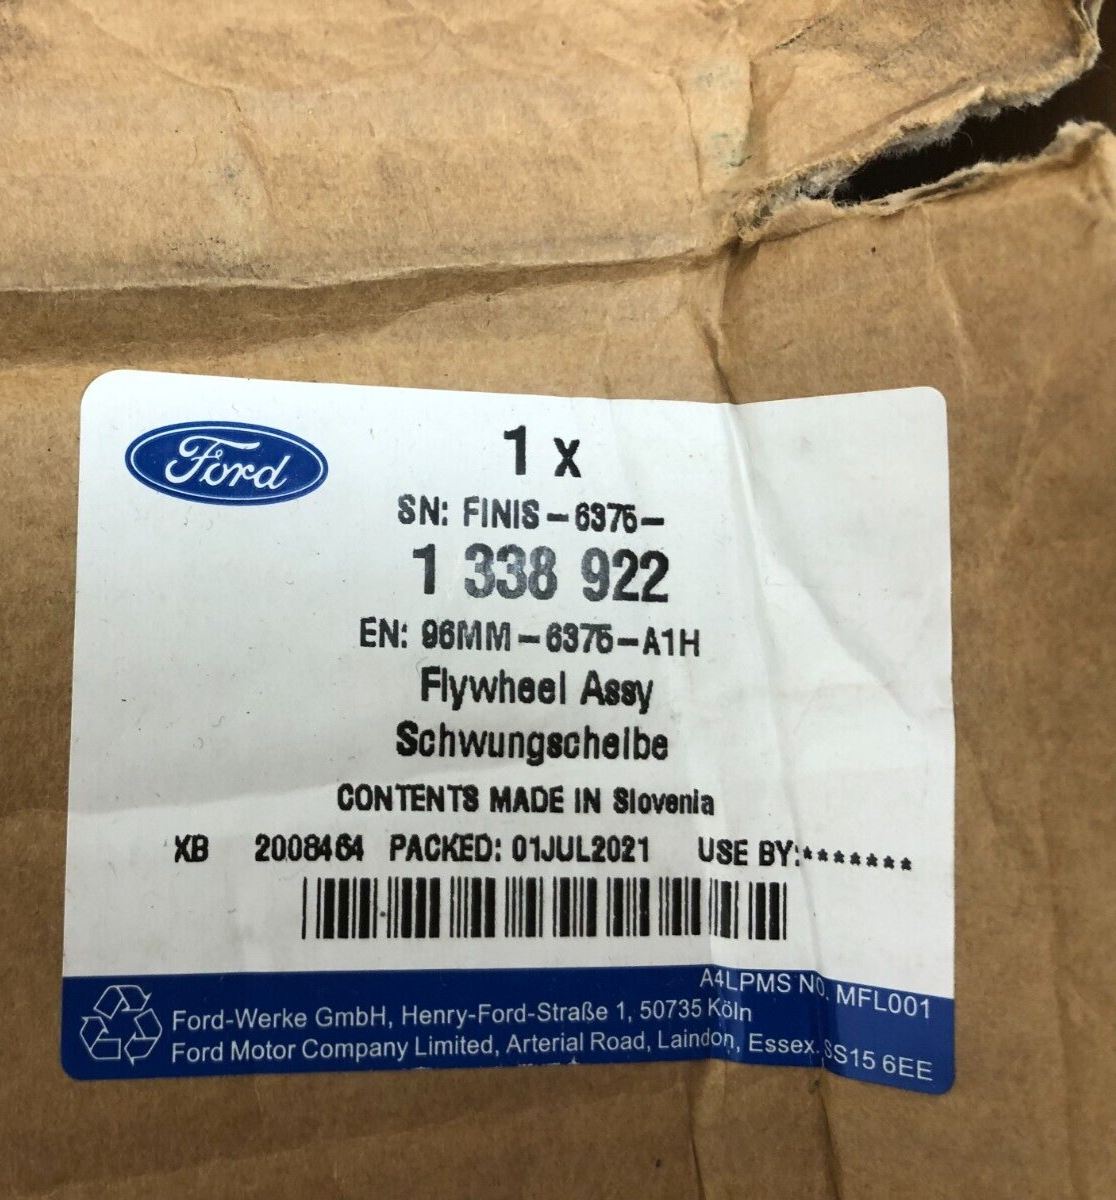 Ford
1 x
SN: FINIS-6375-
1 338 922
EN: 96MM-6375-A1H
Flywheel Assy
Schwungscheibe
CONTENTS MADE IN Slovenia
XB 2008464 PACKED: 01JUL2021 USE BY:*******
A4LPMS NO. MFL001
Ford-Werke GmbH, Henry-Ford-Straße 1, 50735 Köln
Ford Motor Company Limited, Arterial Road, Laindon, Essex. SS15 6EE